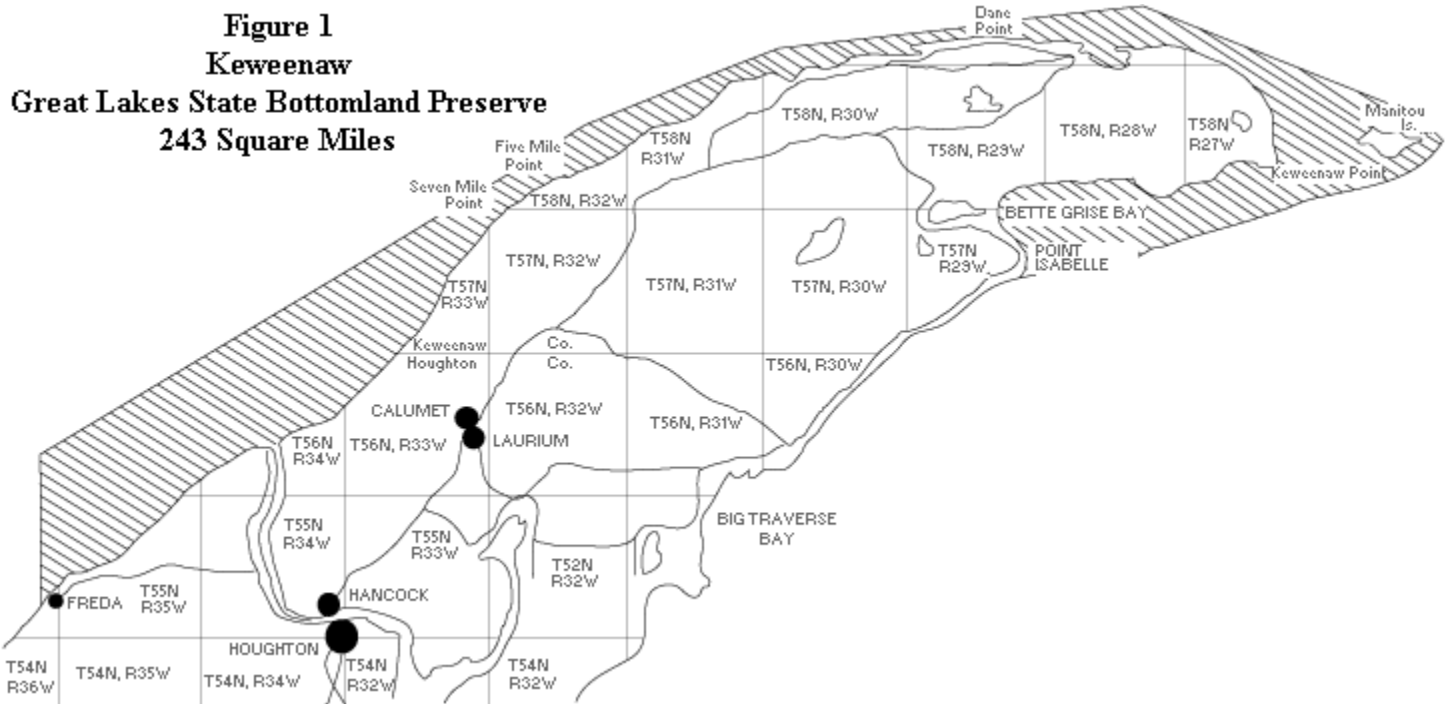 Figure 1
Keweenaw
Great Lakes State Bottomland Preserve
243 Square Miles
Dane
Point
Manitou
Is.
T58N, R30W
T58N, R28W
T58N
R27W
T58N
R31W
T58N, R29W
Five Mile
Point
Keweenaw Point
Seven Mile
Point
T58N, R32W
BETTE GRISE BAY
T57N, R32W
T57N
R29W
POINT
ISABELLE
T57N
R33W
T57N, R31W
T57N, R30W
Keweenaw Co.
Houghton Co.
T56N, R30W
CALUMET
T56N, R32W
T56N, R31W
T56N
R34W
T56N, R33W
LAURIUM
T55N
R34W
T55N
R33W
BIG TRAVERSE
BAY
T52N
R32W
FREDA
T55N
R35W
HANCOCK
HOUGHTON
T54N
R36W
T54N, R35W
T54N, R34W
T54N
R32W
T54N
R32W